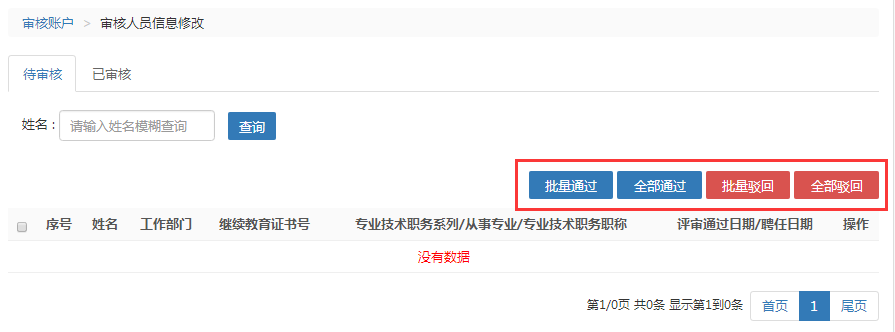 审核账户 > 审核人员信息修改
待审核 已审核
姓名 : 请输入姓名模糊查询 查询
批量通过 全部通过 批量驳回 全部驳回
序号 姓名 工作部门 继续教育证书号 专业技术职务系列/从事专业/专业技术职务职称 评审通过日期/聘任日期 操作
没有数据
第1/0页 共0条 显示第1到0条 首页 1 尾页